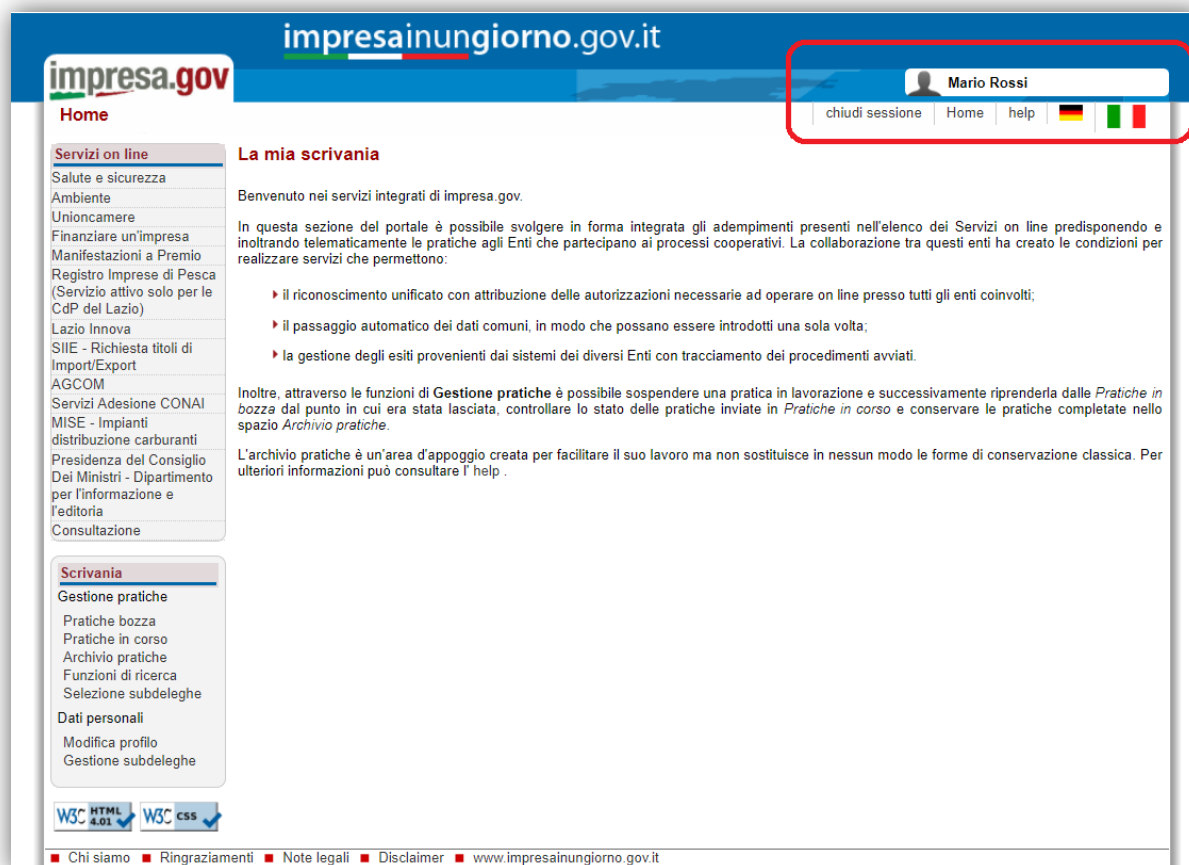 impresainungiorno.gov.it
impresa.gov
Mario Rossi
Home
chiudi sessione Home help
Servizi on line
Salute e sicurezza
Ambiente
Unioncamere
Finanziare un'impresa
Manifestazioni a Premio
Registro Imprese di Pesca
(Servizio attivo solo per le
CdP del Lazio)
Lazio Innova
SIIE - Richiesta titoli di
Import/Export
AGCOM
Servizi Adesione CONAI
MISE - Impianti
distribuzione carburanti
Presidenza del Consiglio
Dei Ministri - Dipartimento
per l'informazione e
l'editoria
Consultazione
Scrivania
Gestione pratiche
Pratiche bozza
Pratiche in corso
Archivio pratiche
Funzioni di ricerca
Selezione subdeleghe
Dati personali
Modifica profilo
Gestione subdeleghe
W3C HTML 4.01 W3C css
La mia scrivania
Benvenuto nei servizi integrati di impresa.gov.
In questa sezione del portale è possibile svolgere in forma integrata gli adempimenti presenti nell'elenco dei Servizi on line predisponendo e
inoltrando telematicamente le pratiche agli Enti che partecipano ai processi cooperativi. La collaborazione tra questi enti ha creato le condizioni per
realizzare servizi che permettono:
il riconoscimento unificato con attribuzione delle autorizzazioni necessarie ad operare on line presso tutti gli enti coinvolti;
il passaggio automatico dei dati comuni, in modo che possano essere introdotti una sola volta;
la gestione degli esiti provenienti dai sistemi dei diversi Enti con tracciamento dei procedimenti avviati.
Inoltre, attraverso le funzioni di Gestione pratiche è possibile sospendere una pratica in lavorazione e successivamente riprenderla dalle Pratiche in
bozza dal punto in cui era stata lasciata, controllare lo stato delle pratiche inviate in Pratiche in corso e conservare le pratiche completate nello
spazio Archivio pratiche.
L'archivio pratiche è un'area d'appoggio creata per facilitare il suo lavoro ma non sostituisce in nessun modo le forme di conservazione classica. Per
ulteriori informazioni può consultare l' help .
Chi siamo Ringraziamenti Note legali Disclaimer www.impresainungiorno.gov.it